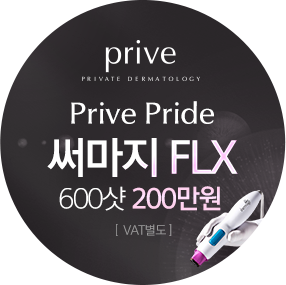 prive
PRIVATE DERMATOLOGY
Prive Pride
써마지 FLX
600샷 200만원
[ VAT별도 ]